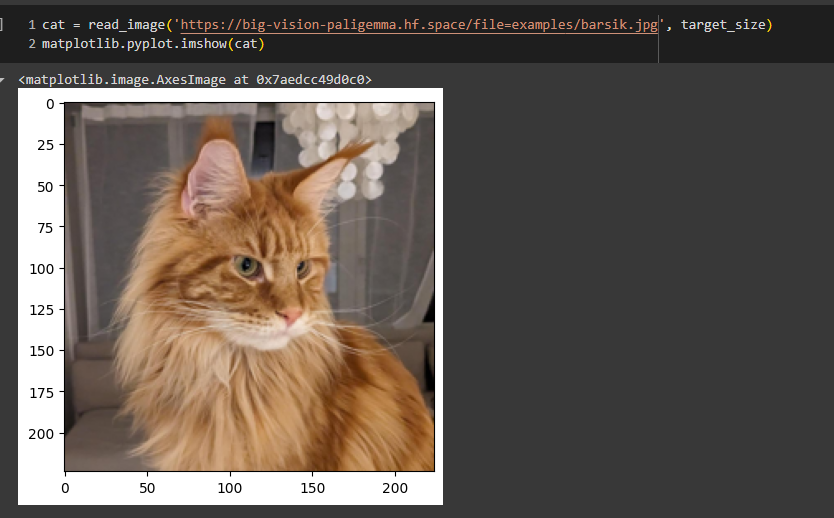 ] 1 cat = read_image('https://big-vision-paligemma.hf.space/file=examples/barsik.jpg', target_size)
2 matplotlib.pyplot.imshow(cat)
<matplotlib.image.AxesImage at 0x7aedcc49d0c0>
0
25
50
75
100
125
150
175
200
0 50 100 150 200